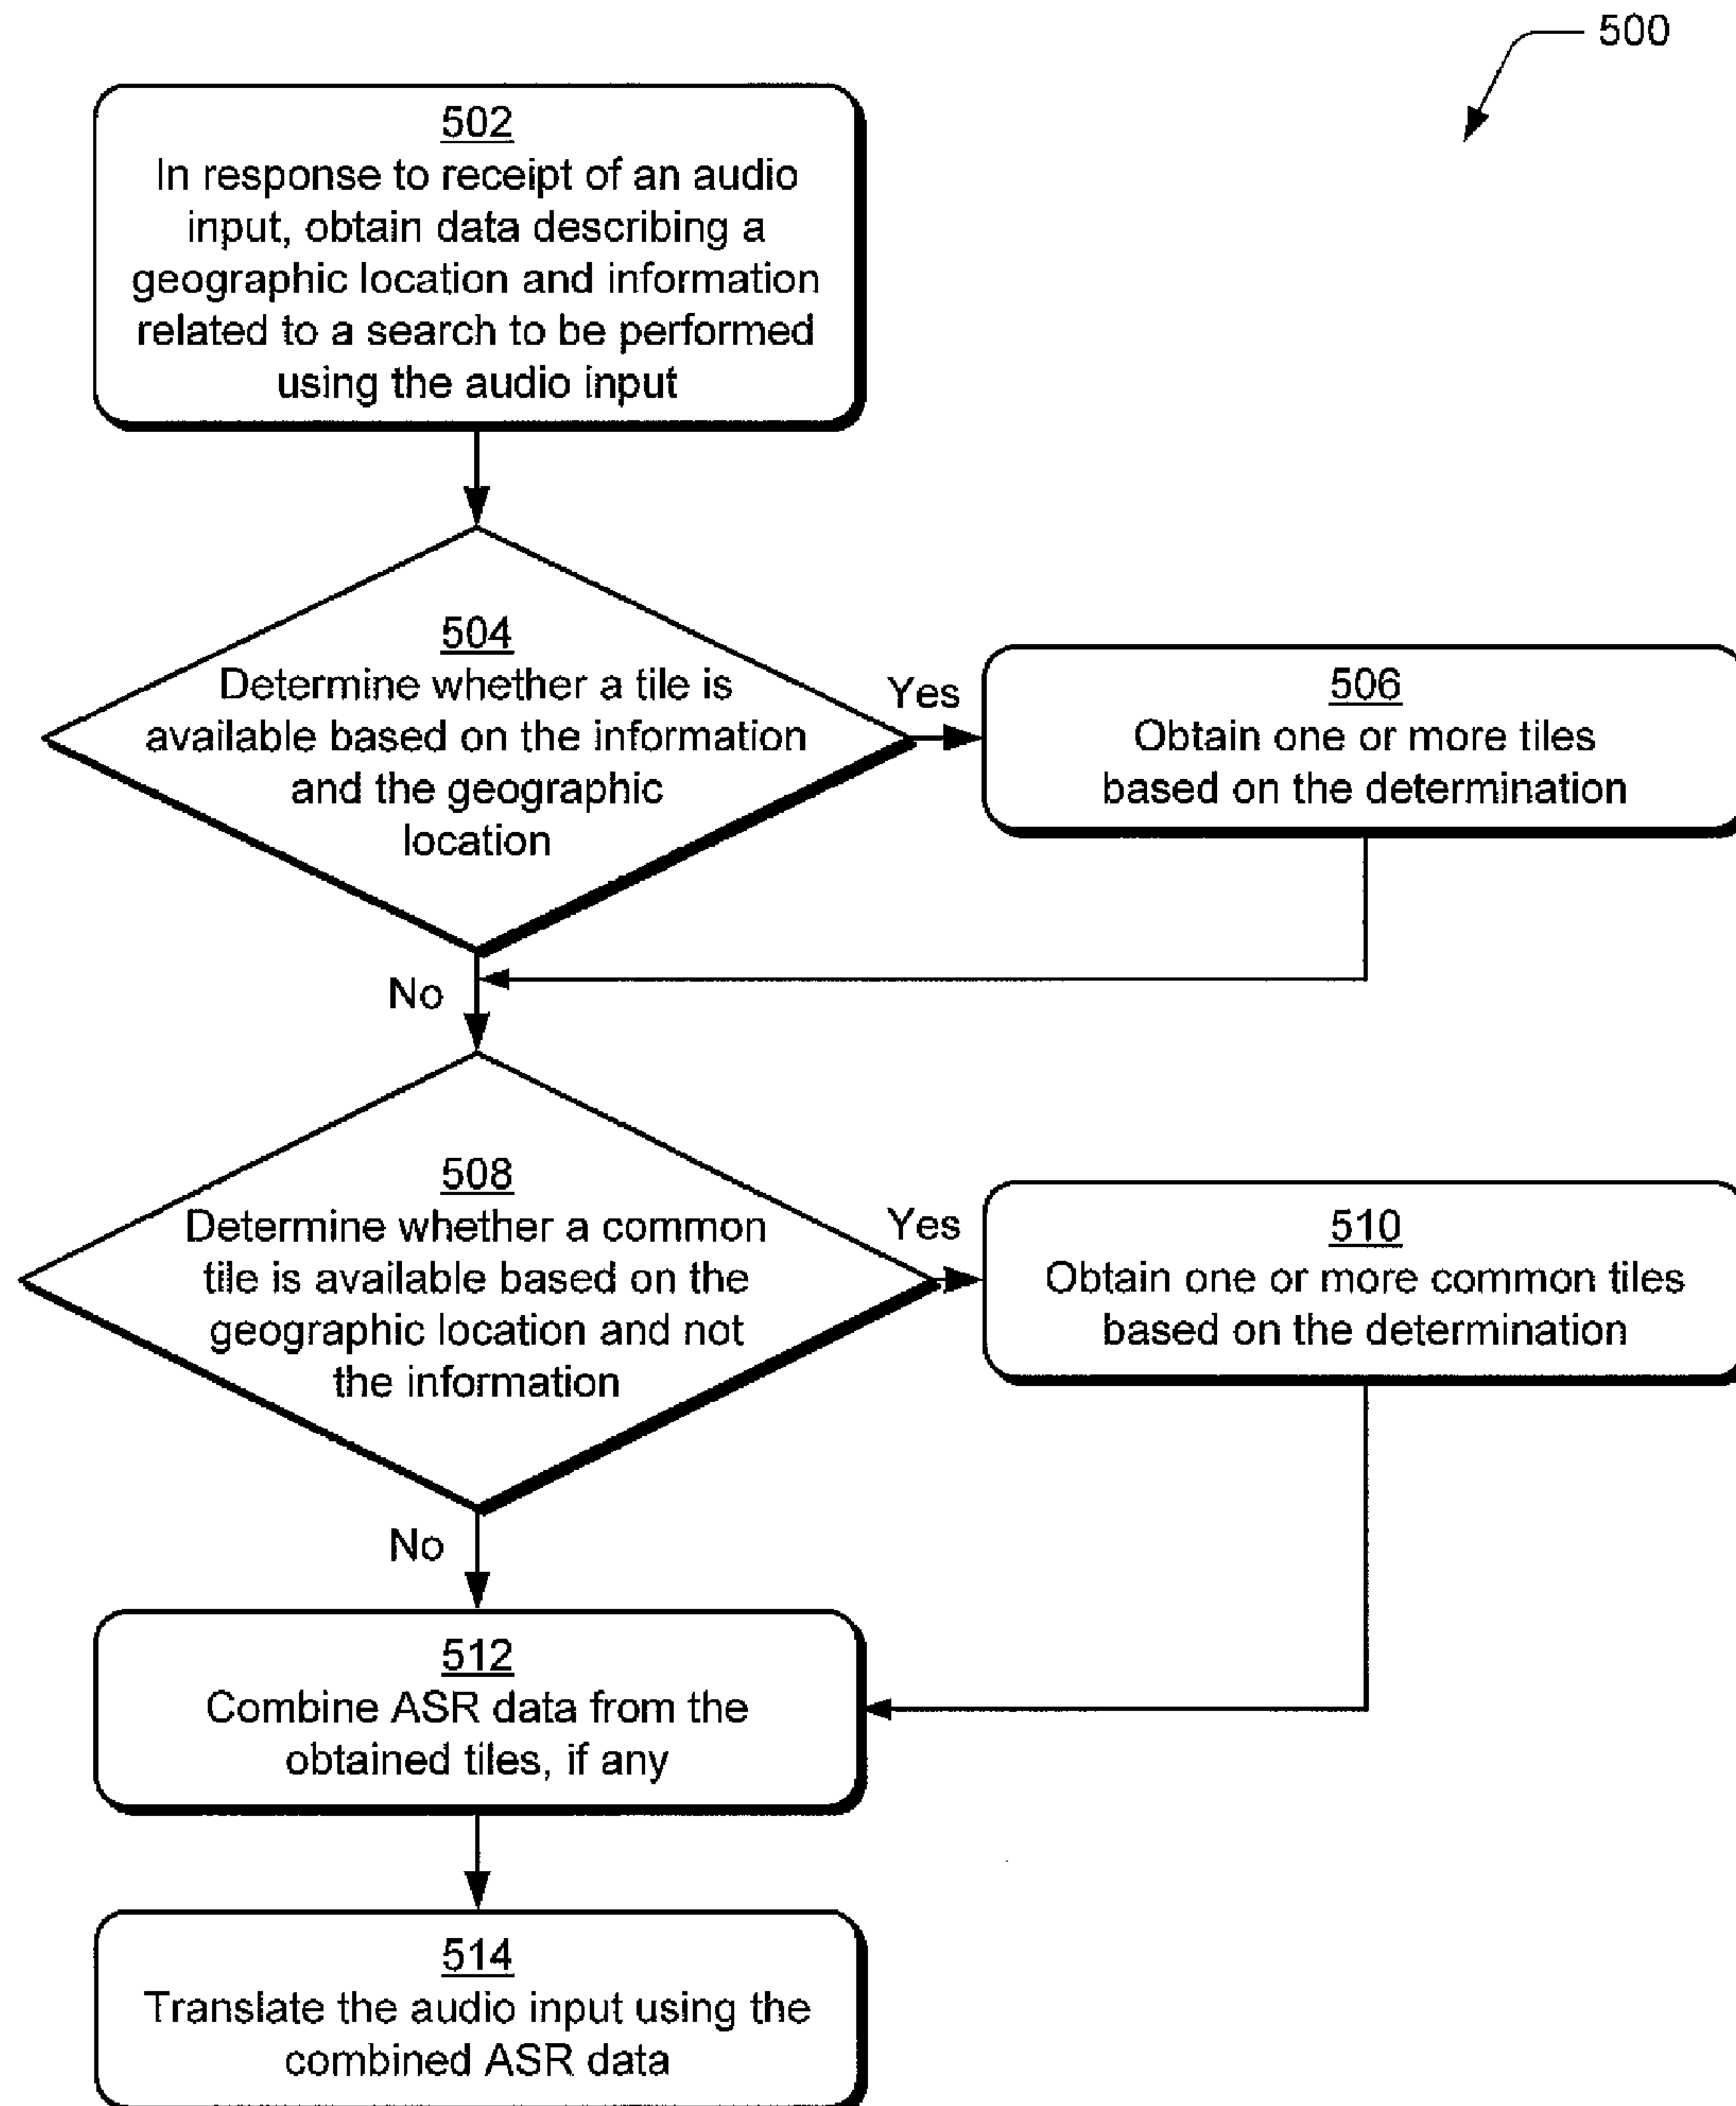 500
502
In response to receipt of an audio
input, obtain data describing a
geographic location and information
related to a search to be performed
using the audio input
504
Determine whether a tile is
available based on the information
and the geographic
location
Yes
506
Obtain one or more tiles
based on the determination
No
508
Determine whether a common
tile is available based on the
geographic location and not
the information
Yes
510
Obtain one or more common tiles
based on the determination
No
512
Combine ASR data from the
obtained tiles, if any
514
Translate the audio input using the
combined ASR data